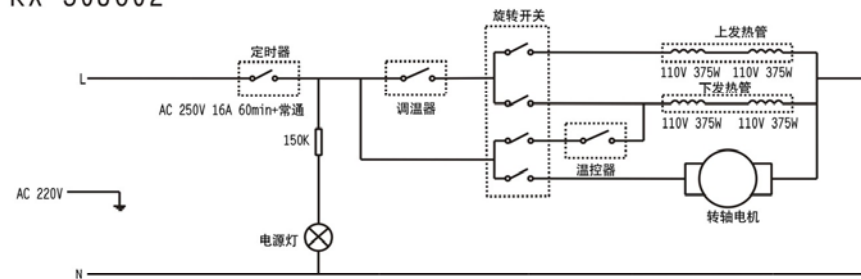 旋转开关
上发热管
定时器
L
110V 375W 110V 375W
AC 250V 16A 60min+常通
调温器
下发热管
110V 375W 110V 375W
150K
温控器
AC 220V
转轴电机
电源灯
N